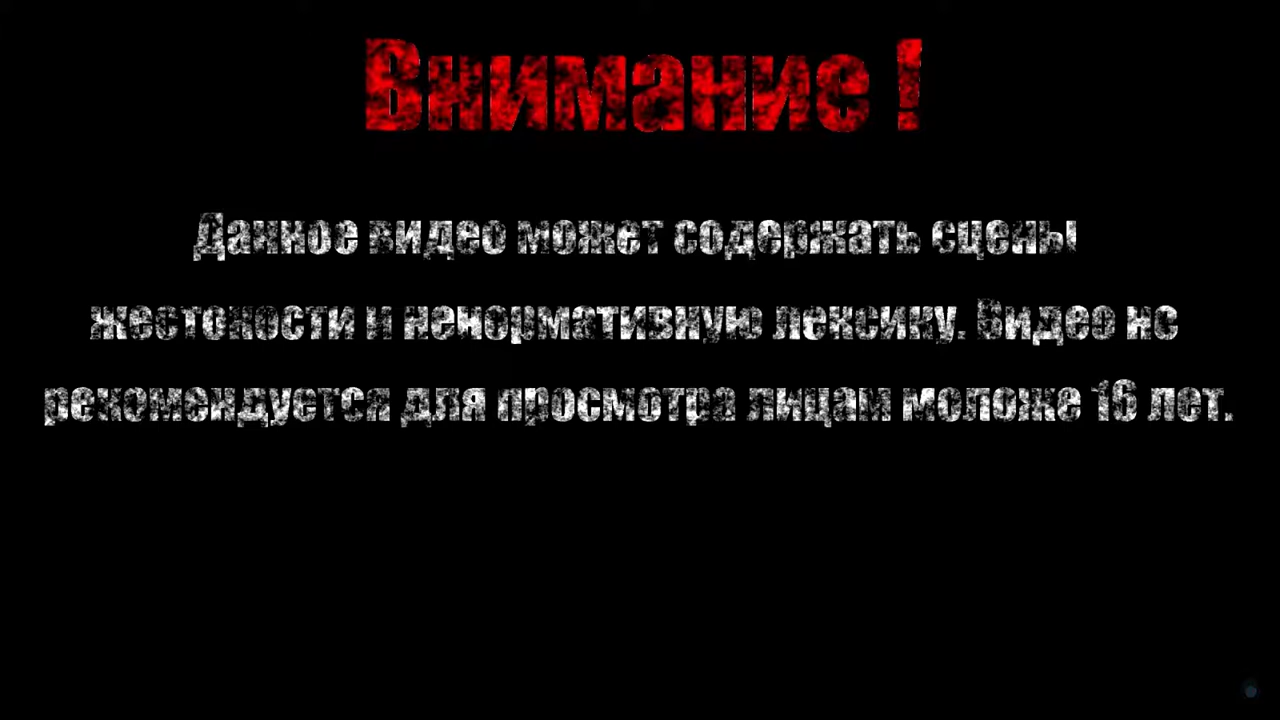 Внимание !
Данное видео может содержать сцены
жестокости и ненормативную лексику. Видео не
рекомендуется для просмотра лицам моложе 16 лет.